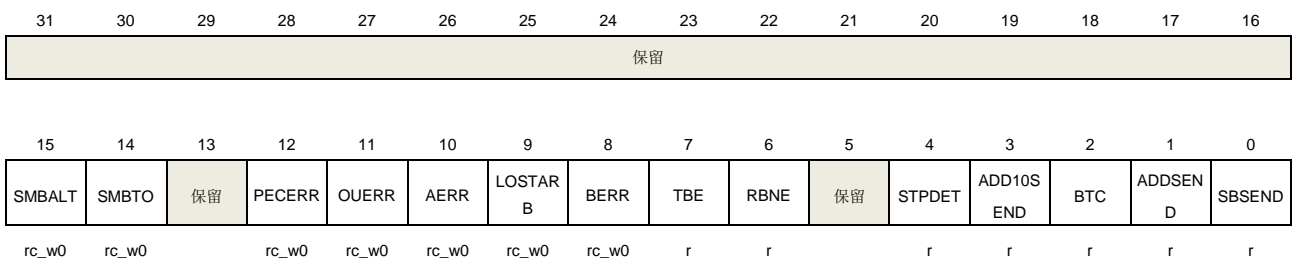 31 30 29 28 27 26 25 24 23 22 21 20 19 18 17 16
保留
15 14 13 12 11 10 9 8 7 6 5 4 3 2 1 0
SMBALT SMBTO 保留 PECERR OUERR AERR LOSTARB BERR TBE RBNE 保留 STPDET ADD10SEND BTC ADDSEND SBSEND
rc_w0 rc_w0 rc_w0 rc_w0 rc_w0 rc_w0 rc_w0 r r r r r r r